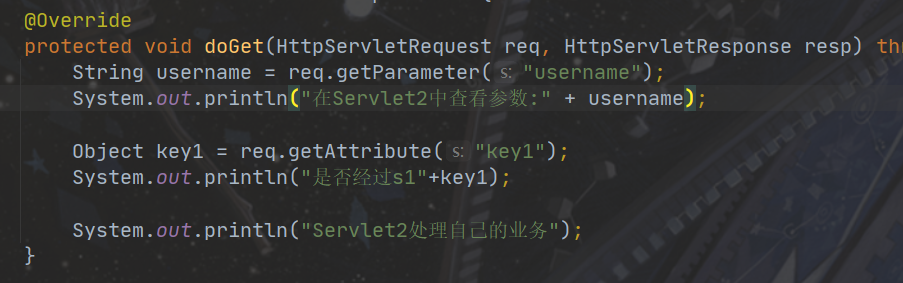 @Override
protected void doGet(HttpServletRequest req, HttpServletResponse resp) thr
String username = req.getParameter( s: "username");
System.out.println("在Servlet2中查看参数:" + username);
Object key1 = req.getAttribute( s: "key1");
System.out.println("是否经过s1"+key1);
System.out.println("Servlet2处理自己的业务");
}